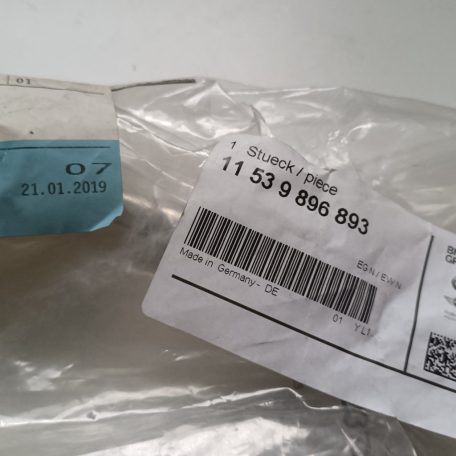 01
07
21.01.2019
1 Stueck / piece
11 53 9 896 893
EGN / EWN
Made in Germany - DE
01 YL1